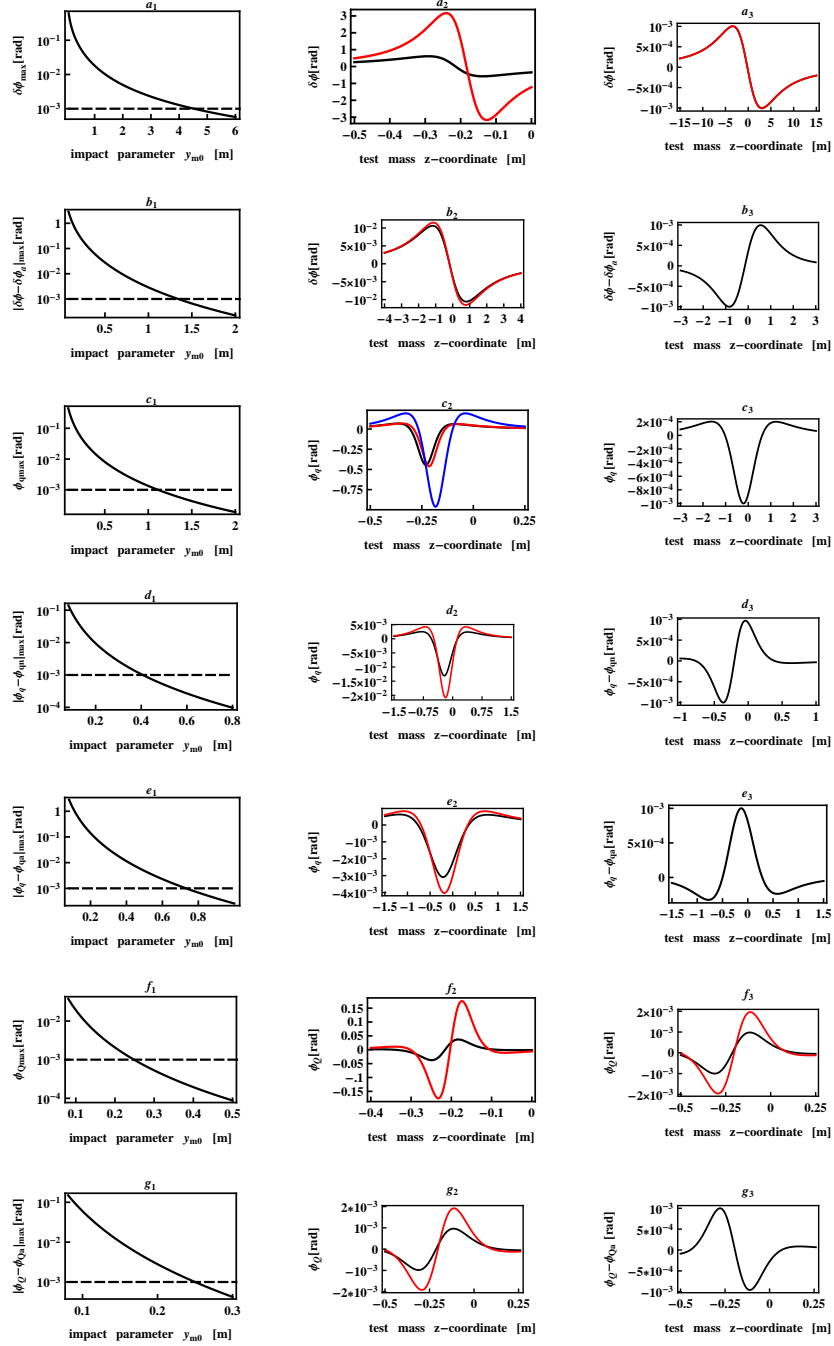 a1
δϕmax[rad]
10^−1
10^−2
10^−3
1 2 3 4 5 6
impact parameter ym0 [m]
a2
δϕ[rad]
3
2
1
0
−1
−2
−3
−0.5 −0.4 −0.3 −0.2 −0.1 0
test mass z−coordinate [m]
a3
δϕ[rad]
10^−3
5×10^−4
0
−5×10^−4
−10^−3
−15 −10 −5 0 5 10 15
test mass z−coordinate [m]
b1
|δϕ−δϕa|max[rad]
1
10^−1
10^−2
10^−3
0.5 1 1.5 2
impact parameter ym0 [m]
b2
δϕ[rad]
10^−2
5×10^−3
0
−5×10^−3
−10^−2
−4 −3 −2 −1 0 1 2 3 4
test mass z−coordinate [m]
b3
δϕ−δϕa[rad]
10^−3
5×10^−4
0
−5×10^−4
−10^−3
−3 −2 −1 0 1 2 3
test mass z−coordinate [m]
c1
ϕqmax[rad]
10^−1
10^−2
10^−3
0.5 1 1.5 2
impact parameter ym0 [m]
c2
ϕq[rad]
0
−0.25
−0.5
−0.75
−0.5 −0.25 0 0.25
test mass z−coordinate [m]
c3
ϕq[rad]
2×10^−4
0
−2×10^−4
−4×10^−4
−6×10^−4
−8×10^−4
−10^−3
−3 −2 −1 0 1 2 3
test mass z−coordinate [m]
d1
|ϕq−ϕqn|max[rad]
10^−1
10^−2
10^−3
10^−4
0.2 0.4 0.6 0.8
impact parameter ym0 [m]
d2
ϕq[rad]
5×10^−3
0
−5×10^−3
−10^−2
−1.5×10^−2
−2×10^−2
−1.5 −0.75 0 0.75 1.5
test mass z−coordinate [m]
d3
ϕq−ϕqn[rad]
10^−3
5×10^−4
0
−5×10^−4
−10^−3
−1 −0.5 0 0.5 1
test mass z−coordinate [m]
e1
|ϕq−ϕqa|max[rad]
1
10^−1
10^−2
10^−3
0.2 0.4 0.6 0.8
impact parameter ym0 [m]
e2
ϕq[rad]
0
−10^−3
−2×10^−3
−3×10^−3
−4×10^−3
−1.5 −1 −0.5 0 0.5 1 1.5
test mass z−coordinate [m]
e3
ϕq−ϕqa[rad]
10^−3
5×10^−4
0
−1.5 −1 −0.5 0 0.5 1 1.5
test mass z−coordinate [m]
f1
ϕQmax[rad]
10^−2
10^−3
10^−4
0.1 0.2 0.3 0.4 0.5
impact parameter ym0 [m]
f2
ϕQ[rad]
0.15
0.1
0.05
0
−0.05
−0.1
−0.15
−0.4 −0.3 −0.2 −0.1 0
test mass z−coordinate [m]
f3
ϕQ[rad]
2×10^−3
10^−3
0
−10^−3
−2×10^−3
−0.5 −0.25 0 0.25
test mass z−coordinate [m]
g1
|ϕQ−ϕQa|max[rad]
10^−1
10^−2
10^−3
0.1 0.2 0.3
impact parameter ym0 [m]
g2
ϕQ[rad]
2*10^−3
10^−3
0
−10^−3
−2*10^−3
−0.5 −0.25 0 0.25
test mass z−coordinate [m]
g3
ϕQ−ϕQa[rad]
10^−3
5*10^−4
0
−5*10^−4
−10^−3
−0.5 −0.25 0 0.25
test mass z−coordinate [m]